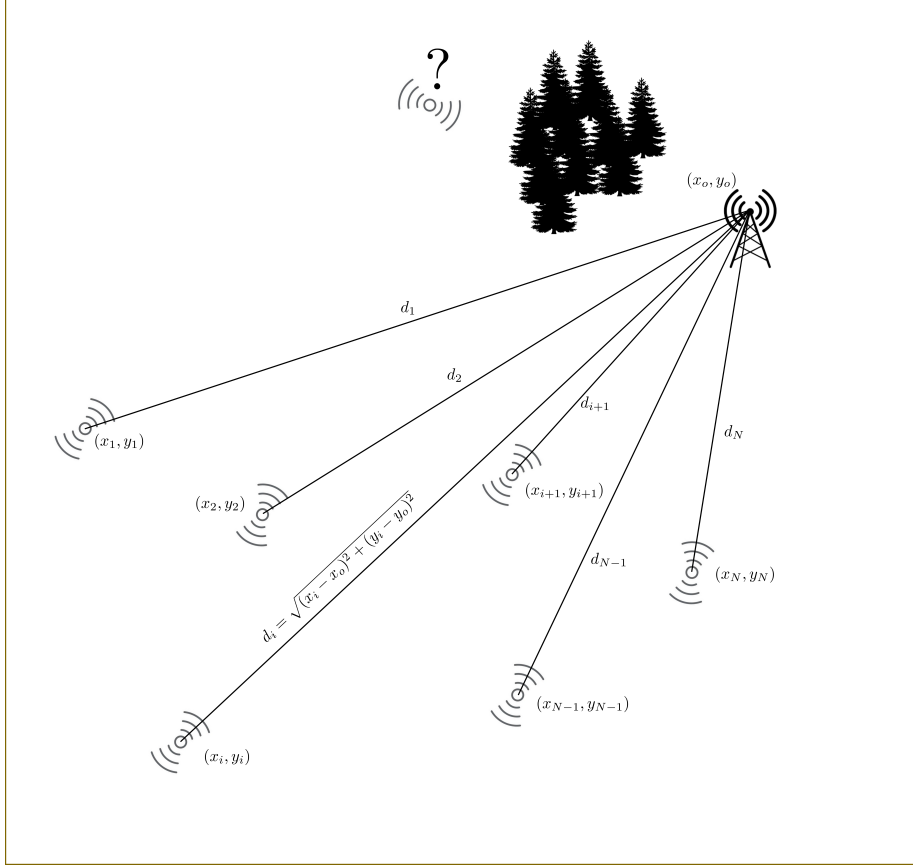 ?
(x_o, y_o)
d_1
d_2
d_{i+1}
d_N
(x_1, y_1)
(x_{i+1}, y_{i+1})
(x_2, y_2)
d_i = \sqrt{(x_i - x_o)^2 + (y_i - y_o)^2}
d_{N-1}
(x_N, y_N)
(x_{N-1}, y_{N-1})
(x_i, y_i)